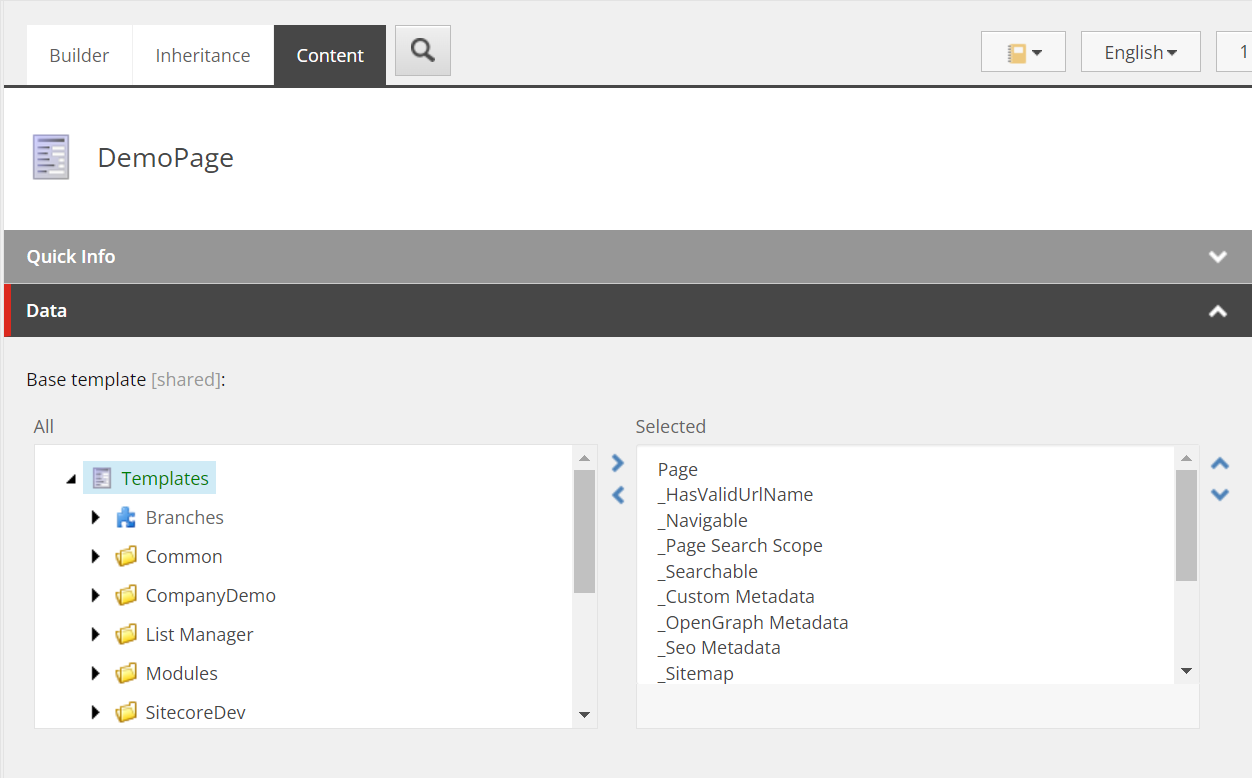 Builder Inheritance Content English 1
DemoPage
Quick Info
Data
Base template [shared]:
All
Templates
Branches
Common
CompanyDemo
List Manager
Modules
SitecoreDev
Selected
Page
_HasValidUrlName
_Navigable
_Page Search Scope
_Searchable
_Custom Metadata
_OpenGraph Metadata
_Seo Metadata
_Sitemap